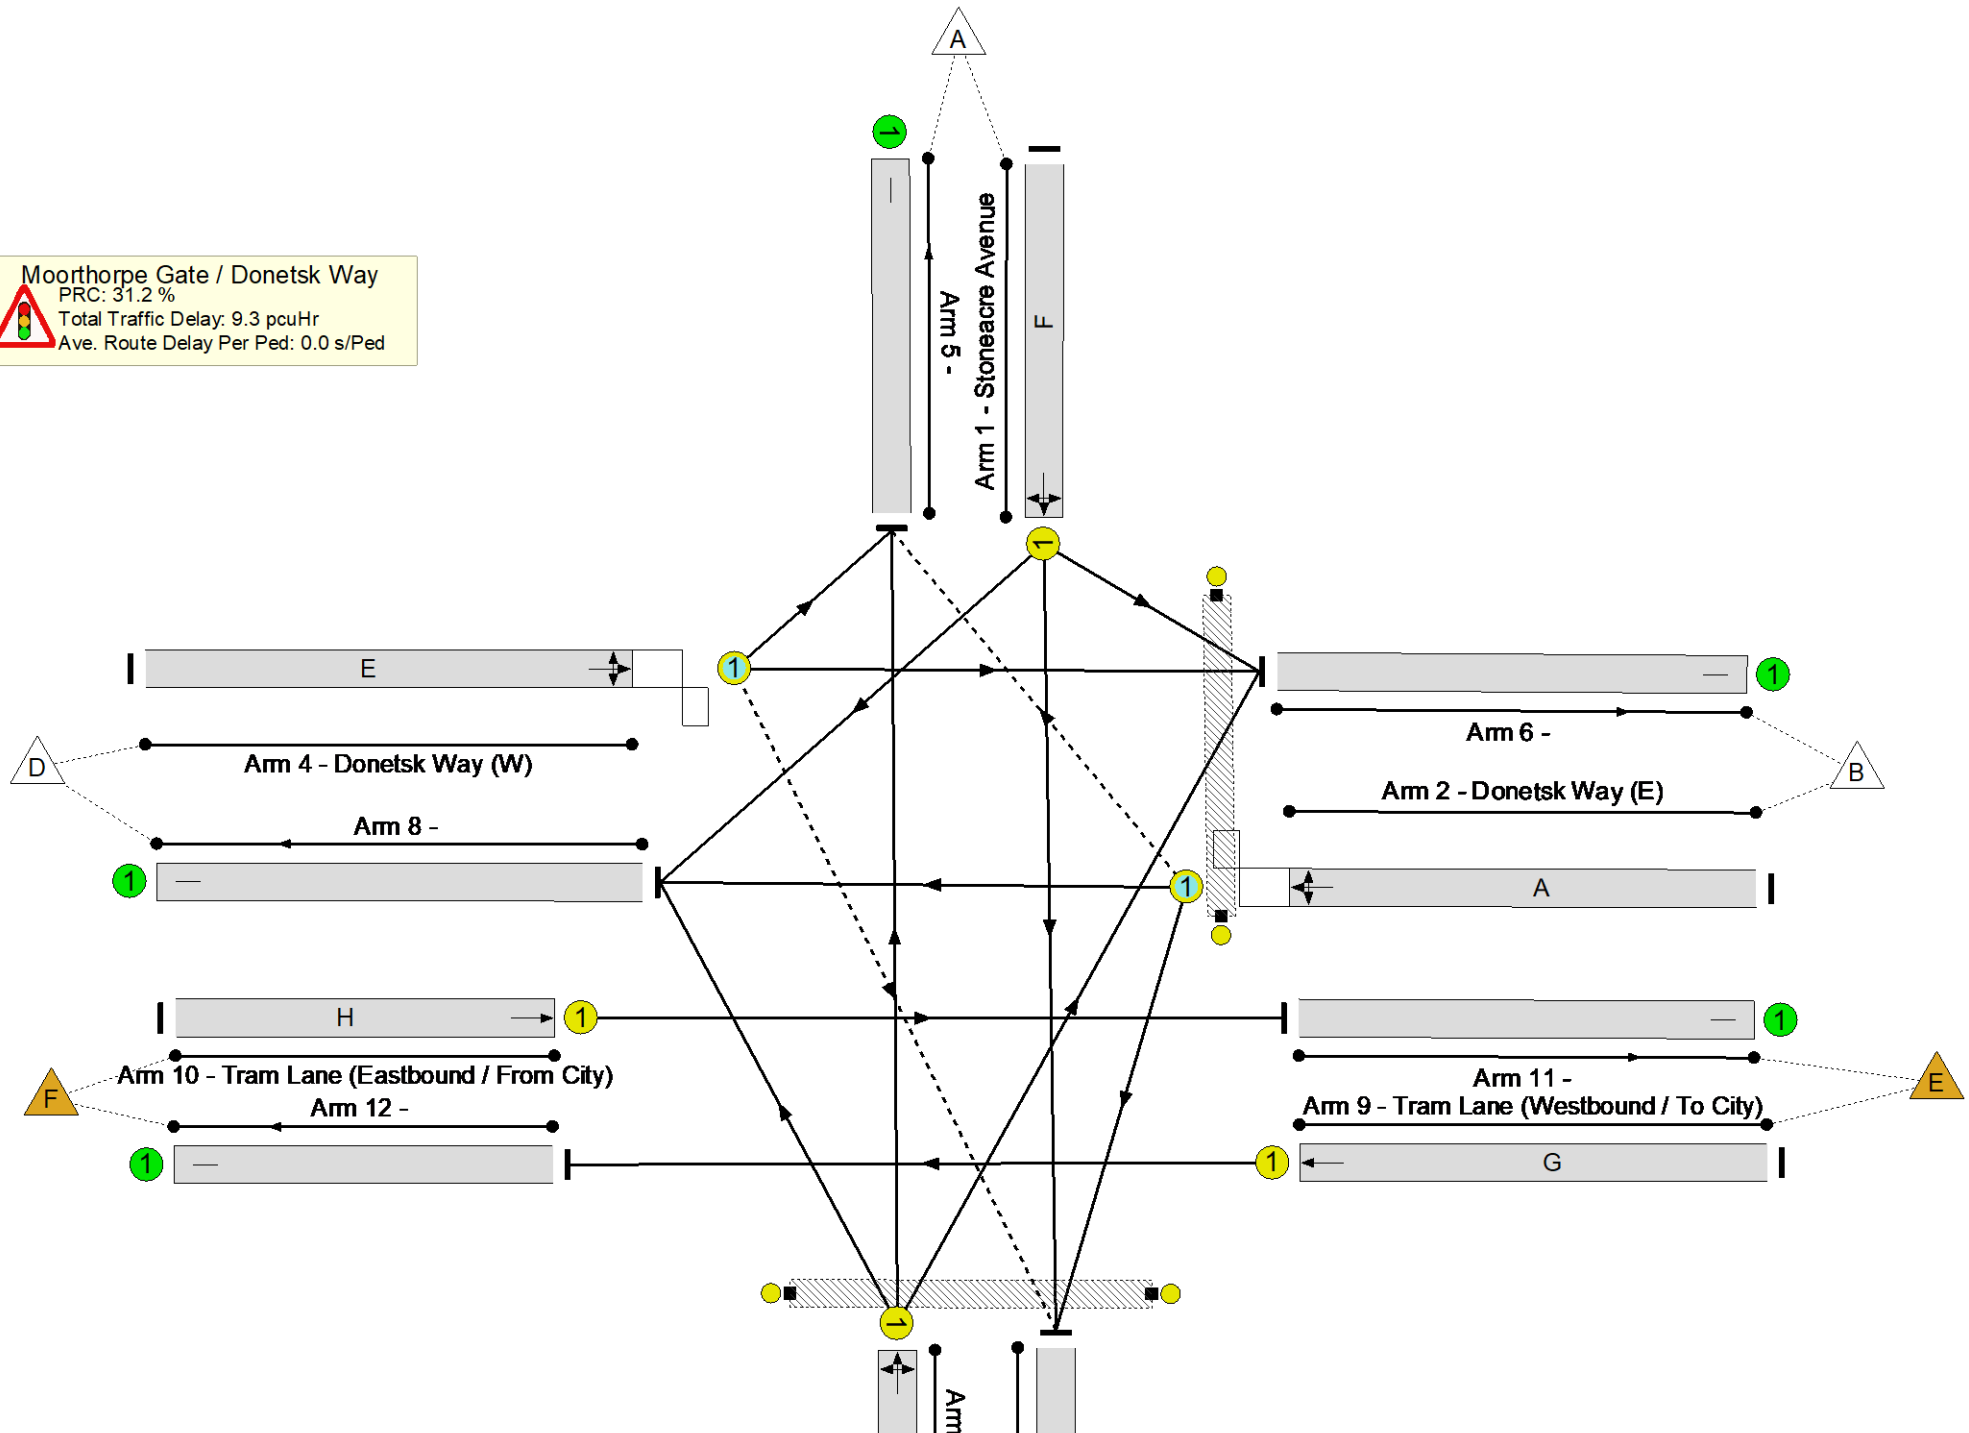 A
1
Arm 5 -
Arm 1 - Stoneacre Avenue
F
Moorthorpe Gate / Donetsk Way
PRC: 31.2 %
Total Traffic Delay: 9.3 pcuHr
Ave. Route Delay Per Ped: 0.0 s/Ped
1
E
1
1
Arm 6 -
D
Arm 4 - Donetsk Way (W)
B
Arm 2 - Donetsk Way (E)
Arm 8 -
1
1
A
H
1
1
Arm 10 - Tram Lane (Eastbound / From City)
Arm 11 -
F
E
Arm 12 -
Arm 9 - Tram Lane (Westbound / To City)
1
1
G
1
Arm